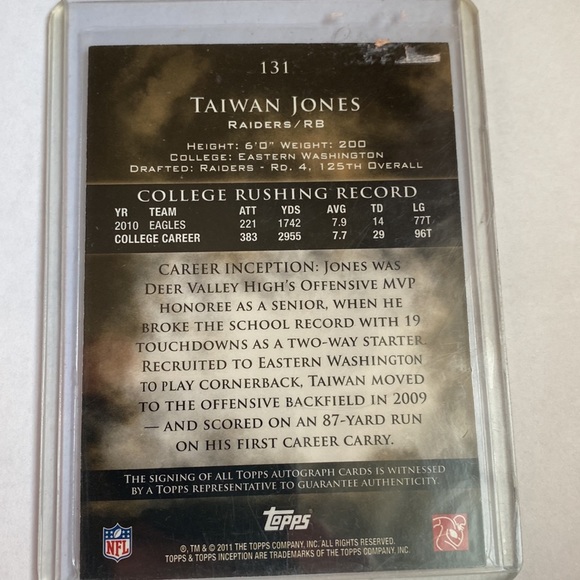 131
TAIWAN JONES
RAIDERS/RB
HEIGHT: 6'0" WEIGHT: 200
COLLEGE: EASTERN WASHINGTON
DRAFTED: RAIDERS - RD. 4, 125TH OVERALL
COLLEGE RUSHING RECORD
YR TEAM ATT YDS AVG TD LG
2010 EAGLES 221 1742 7.9 14 77T
COLLEGE CAREER 383 2955 7.7 29 96T
CAREER INCEPTION: JONES WAS
DEER VALLEY HIGH'S OFFENSIVE MVP
HONOREE AS A SENIOR, WHEN HE
BROKE THE SCHOOL RECORD WITH 19
TOUCHDOWNS AS A TWO-WAY STARTER.
RECRUITED TO EASTERN WASHINGTON
TO PLAY CORNERBACK, TAIWAN MOVED
TO THE OFFENSIVE BACKFIELD IN 2009
— AND SCORED ON AN 87-YARD RUN
ON HIS FIRST CAREER CARRY.
THE SIGNING OF ALL TOPPS AUTOGRAPH CARDS IS WITNESSED
BY A TOPPS REPRESENTATIVE TO GUARANTEE AUTHENTICITY.
NFL
Topps
®, TM & © 2011 THE TOPPS COMPANY, INC. ALL RIGHTS RESERVED.
TOPPS & TOPPS INCEPTION ARE TRADEMARKS OF THE TOPPS COMPANY, INC.